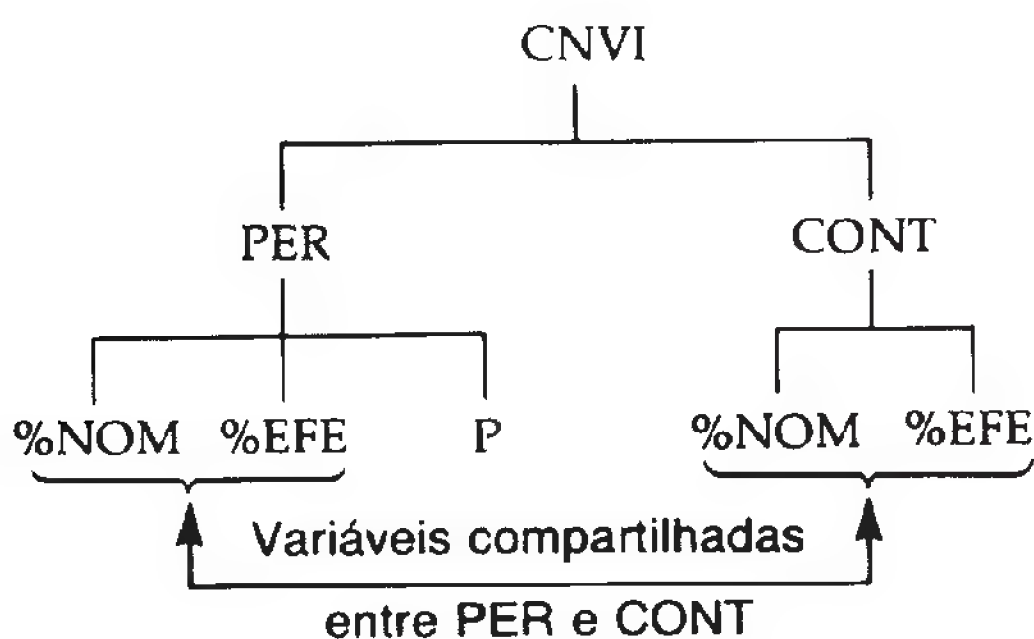 CNVI
PER CONT
%NOM %EFE P %NOM %EFE
Variáveis compartilhadas
entre PER e CONT